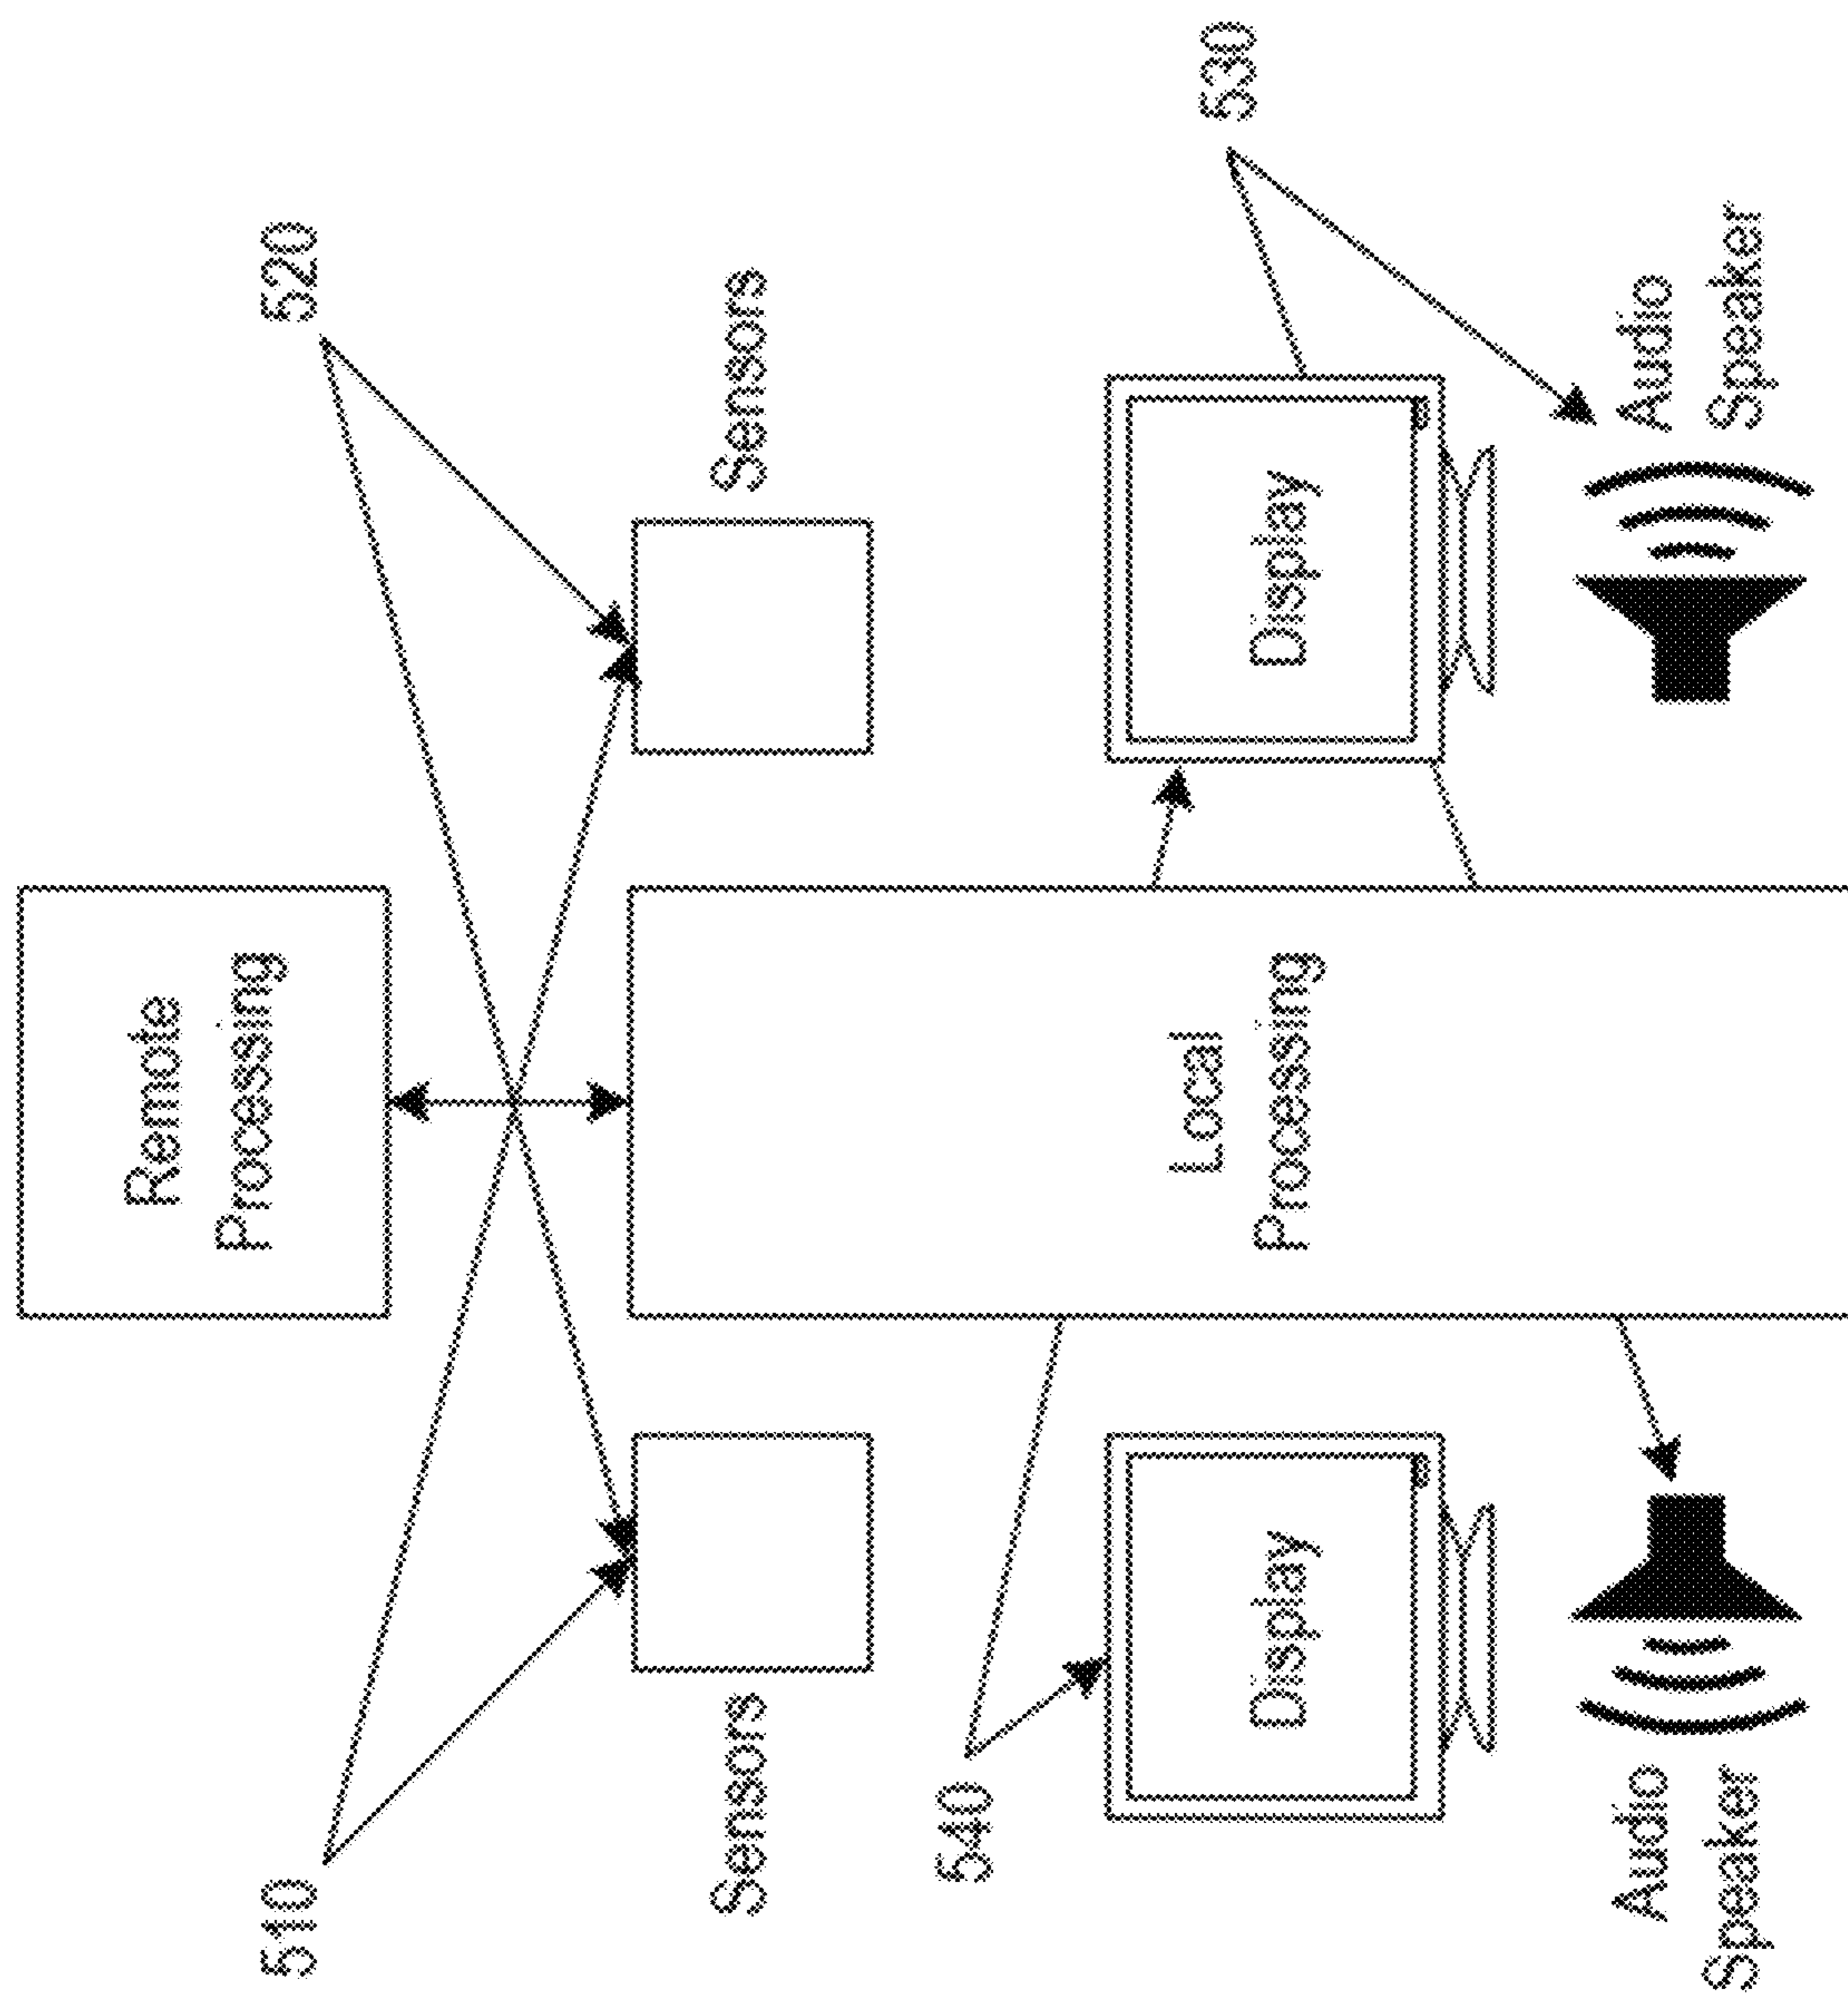 510
520
Remote
Processing
Sensors
Sensors
540
530
Display
Local
Processing
Display
Audio
Speaker
Audio
Speaker